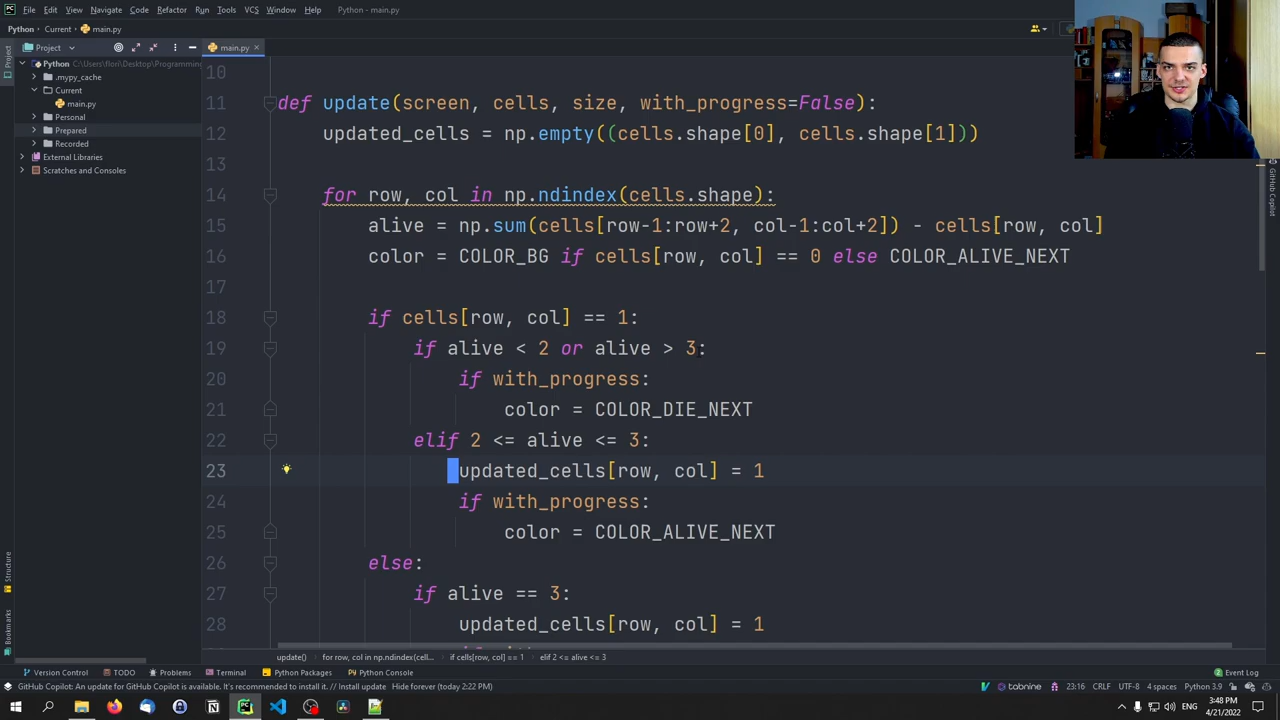 File Edit View Navigate Code Refactor Run Tools VCS Window Help Python - main.py
Python Current main.py
Project
main.py
Project
Python C:\Users\flori\Desktop\Programming
.mypy_cache
Current
main.py
Personal
Prepared
Recorded
External Libraries
Scratches and Consoles
10
11 def update(screen, cells, size, with_progress=False):
12 updated_cells = np.empty((cells.shape[0], cells.shape[1]))
13
14 for row, col in np.ndindex(cells.shape):
15 alive = np.sum(cells[row-1:row+2, col-1:col+2]) - cells[row, col]
16 color = COLOR_BG if cells[row, col] == 0 else COLOR_ALIVE_NEXT
17
18 if cells[row, col] == 1:
19 if alive < 2 or alive > 3:
20 if with_progress:
21 color = COLOR_DIE_NEXT
22 elif 2 <= alive <= 3:
23 updated_cells[row, col] = 1
24 if with_progress:
25 color = COLOR_ALIVE_NEXT
26 else:
27 if alive == 3:
28 updated_cells[row, col] = 1
GitHub Copilot
Structure
Bookmarks
update() for row, col in np.ndindex(cell... if cells[row, col] == 1 elif 2 <= alive <= 3
Version Control TODO Problems Terminal Python Packages Python Console Event Log
GitHub Copilot: An update for GitHub Copilot is available. It's recommended to install it. // Install update Hide forever (today 2:22 PM) tabnine 23:16 CRLF UTF-8 4 spaces Python 3.9
ENG 3:48 PM
4/21/2022